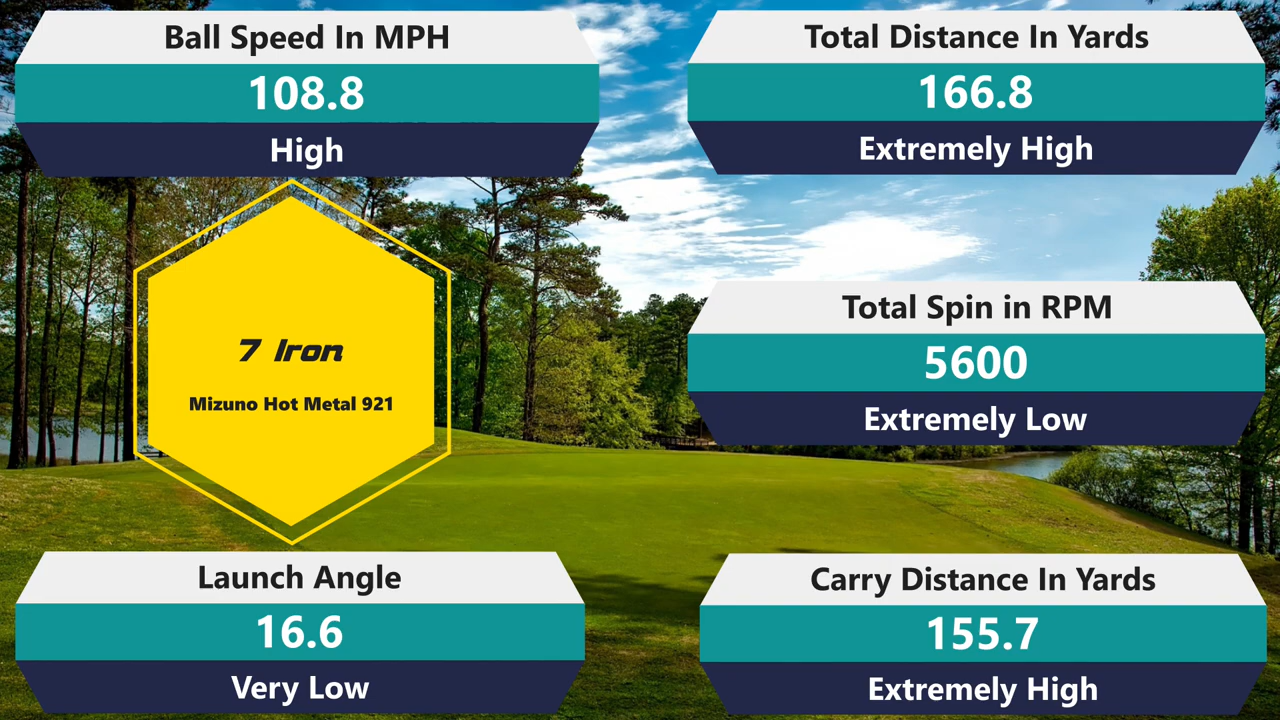 Ball Speed In MPH
108.8
High
Total Distance In Yards
166.8
Extremely High
7 Iron
Mizuno Hot Metal 921
Total Spin in RPM
5600
Extremely Low
Launch Angle
16.6
Very Low
Carry Distance In Yards
155.7
Extremely High